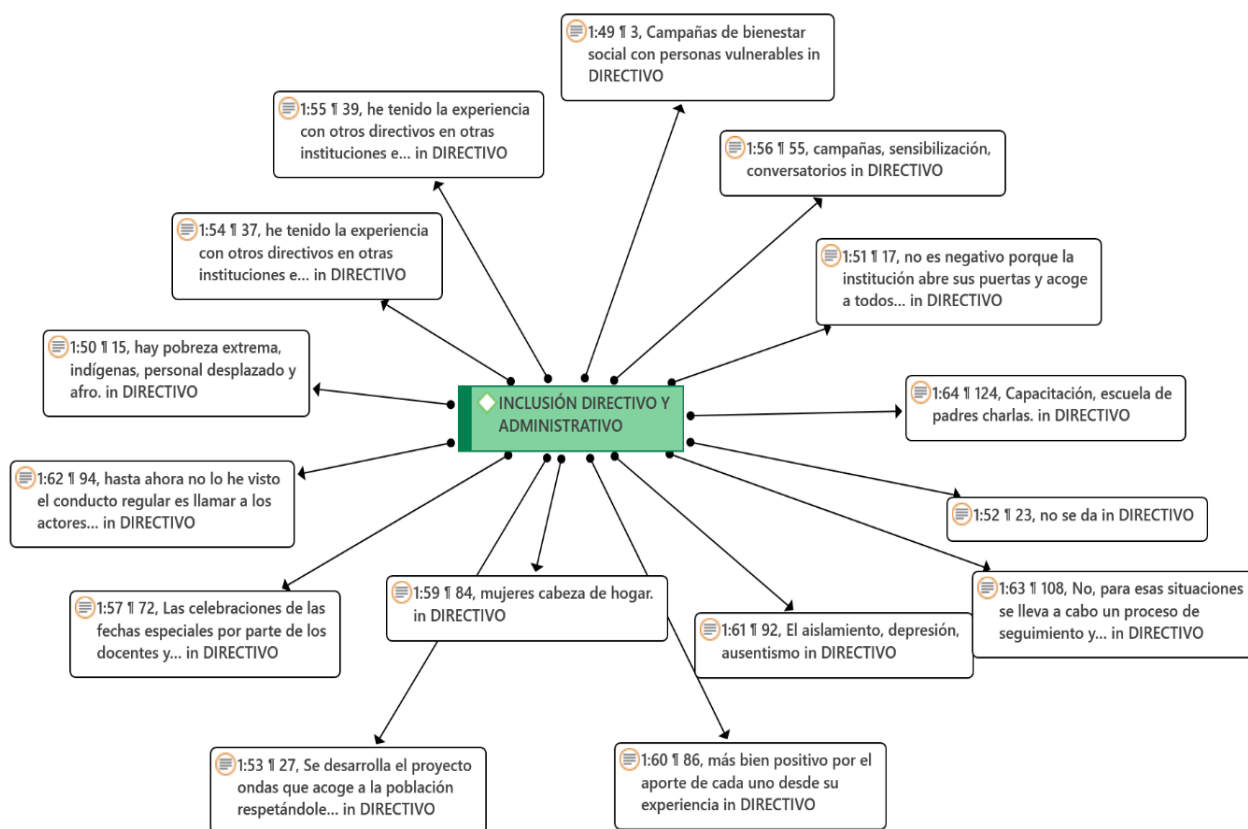 1:49 ¶ 3, Campañas de bienestar
social con personas vulnerables in
DIRECTIVO
1:55 ¶ 39, he tenido la experiencia
con otros directivos en otras
instituciones e... in DIRECTIVO
1:56 ¶ 55, campañas, sensibilización,
conversatorios in DIRECTIVO
1:54 ¶ 37, he tenido la experiencia
con otros directivos en otras
instituciones e... in DIRECTIVO
1:51 ¶ 17, no es negativo porque la
institución abre sus puertas y acoge
a todos... in DIRECTIVO
1:50 ¶ 15, hay pobreza extrema,
indígenas, personal desplazado y
afro. in DIRECTIVO
INCLUSIÓN DIRECTIVO Y
ADMINISTRATIVO
1:64 ¶ 124, Capacitación, escuela de
padres charlas. in DIRECTIVO
1:62 ¶ 94, hasta ahora no lo he visto
el conducto regular es llamar a los
actores... in DIRECTIVO
1:52 ¶ 23, no se da in DIRECTIVO
1:57 ¶ 72, Las celebraciones de las
fechas especiales por parte de los
docentes y... in DIRECTIVO
1:59 ¶ 84, mujeres cabeza de hogar.
in DIRECTIVO
1:61 ¶ 92, El aislamiento, depresión,
ausentismo in DIRECTIVO
1:63 ¶ 108, No, para esas situaciones
se lleva a cabo un proceso de
seguimiento y... in DIRECTIVO
1:53 ¶ 27, Se desarrolla el proyecto
ondas que acoge a la población
respetándole... in DIRECTIVO
1:60 ¶ 86, más bien positivo por el
aporte de cada uno desde su
experiencia in DIRECTIVO